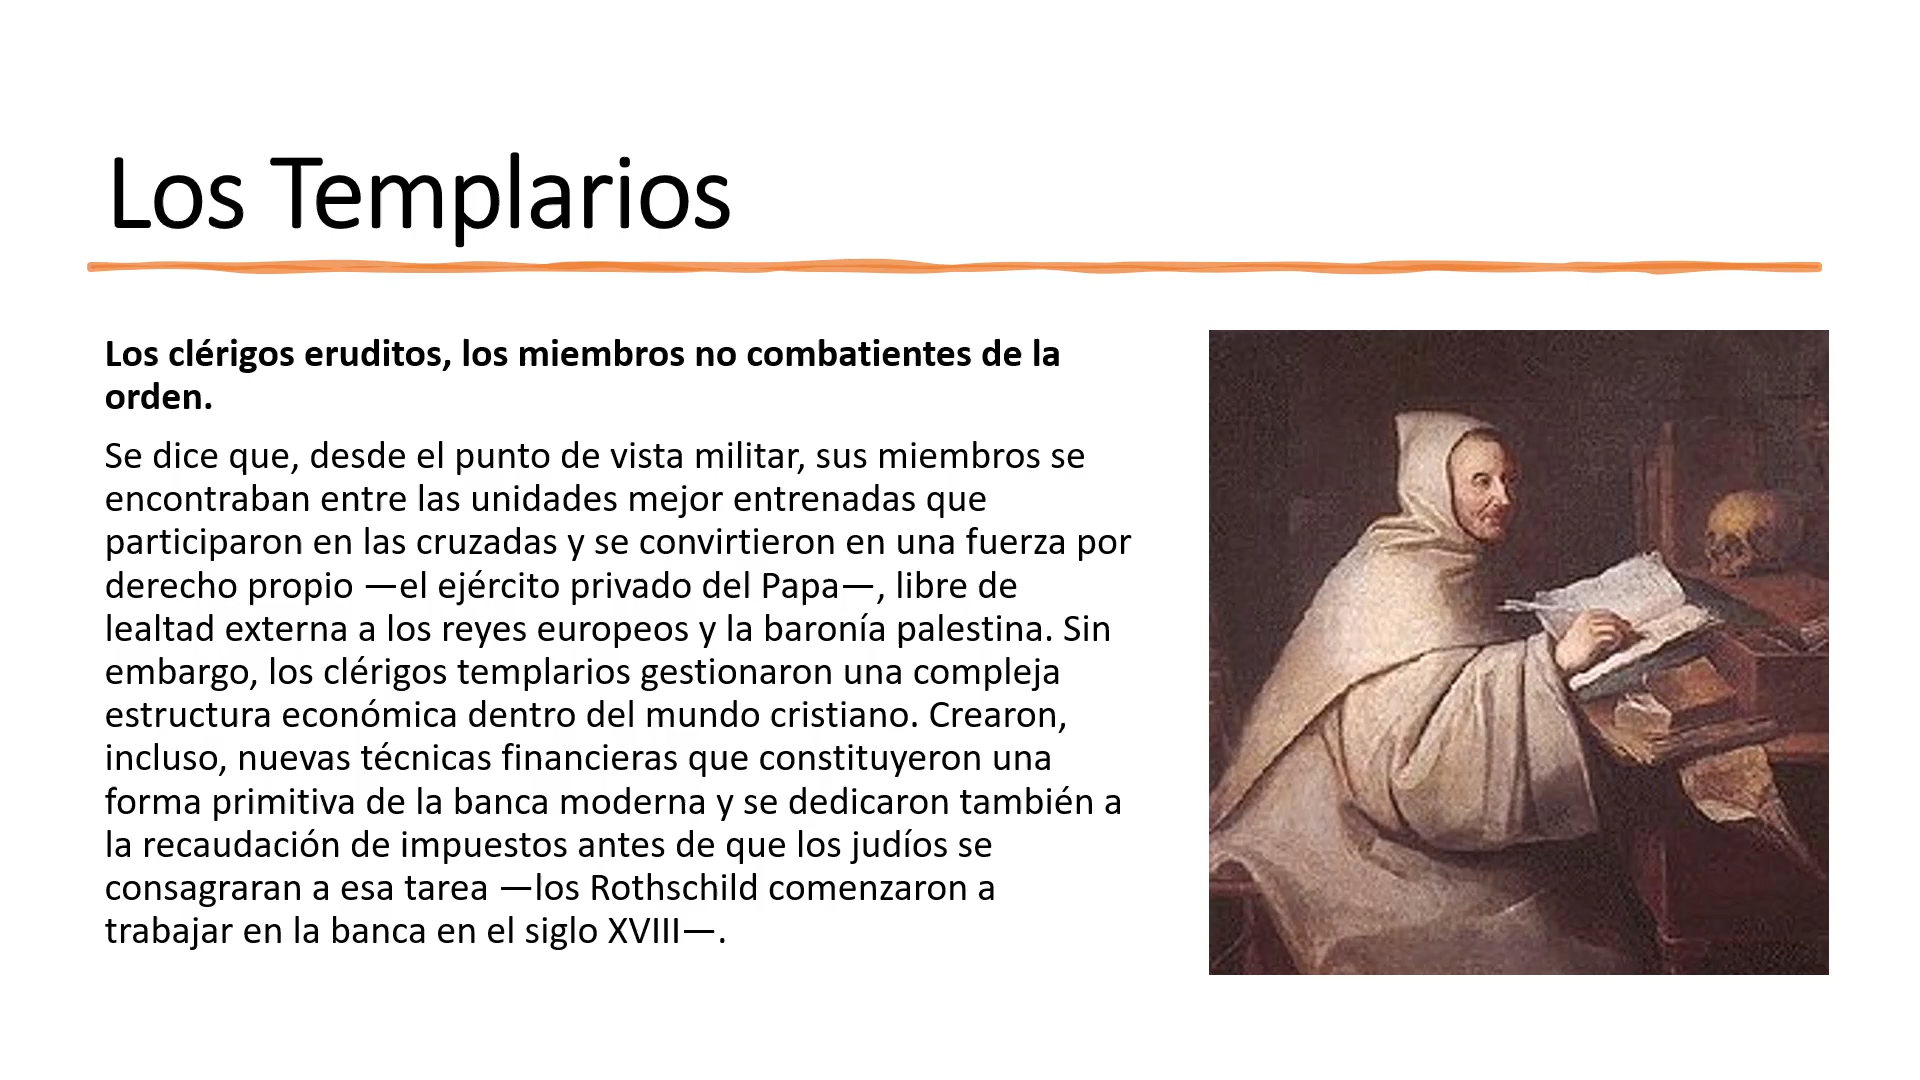 Los Templarios
Los clérigos eruditos, los miembros no combatientes de la
orden.
Se dice que, desde el punto de vista militar, sus miembros se
encontraban entre las unidades mejor entrenadas que
participaron en las cruzadas y se convirtieron en una fuerza por
derecho propio —el ejército privado del Papa—, libre de
lealtad externa a los reyes europeos y la baronía palestina. Sin
embargo, los clérigos templarios gestionaron una compleja
estructura económica dentro del mundo cristiano. Crearon,
incluso, nuevas técnicas financieras que constituyeron una
forma primitiva de la banca moderna y se dedicaron también a
la recaudación de impuestos antes de que los judíos se
consagraran a esa tarea —los Rothschild comenzaron a
trabajar en la banca en el siglo XVIII—.